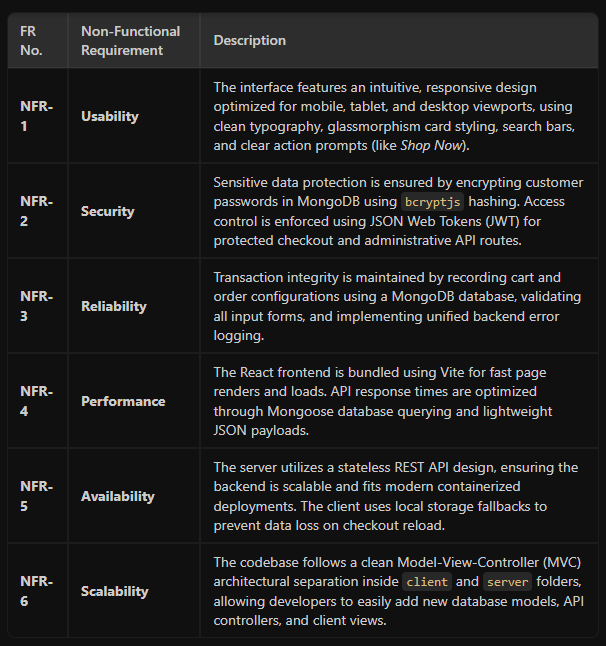 FR
No.
Non-Functional
Requirement
Description
NFR-
1
Usability
The interface features an intuitive, responsive design
optimized for mobile, tablet, and desktop viewports, using
clean typography, glassmorphism card styling, search bars,
and clear action prompts (like Shop Now).
NFR-
2
Security
Sensitive data protection is ensured by encrypting customer
passwords in MongoDB using bcryptjs hashing. Access
control is enforced using JSON Web Tokens (JWT) for
protected checkout and administrative API routes.
NFR-
3
Reliability
Transaction integrity is maintained by recording cart and
order configurations using a MongoDB database, validating
all input forms, and implementing unified backend error
logging.
NFR-
4
Performance
The React frontend is bundled using Vite for fast page
renders and loads. API response times are optimized
through Mongoose database querying and lightweight
JSON payloads.
NFR-
5
Availability
The server utilizes a stateless REST API design, ensuring the
backend is scalable and fits modern containerized
deployments. The client uses local storage fallbacks to
prevent data loss on checkout reload.
NFR-
6
Scalability
The codebase follows a clean Model-View-Controller (MVC)
architectural separation inside client and server folders,
allowing developers to easily add new database models, API
controllers, and client views.